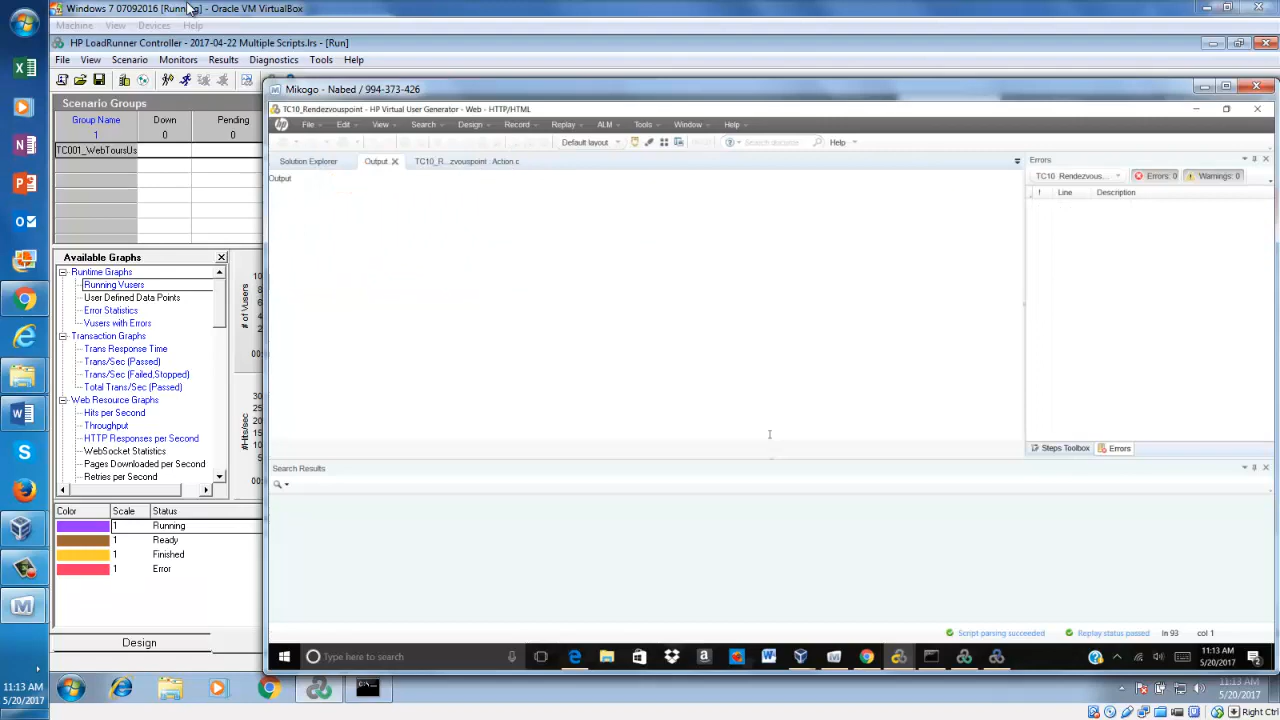 Windows 7 07092016 [Running] - Oracle VM VirtualBox
Machine View Devices Help
HP LoadRunner Controller - 2017-04-22 Multiple Scripts.lrs - [Run]
File View Scenario Monitors Results Diagnostics Tools Help
Scenario Groups
Group Name Down Pending
1 0 0
TC001_WebToursUs
Available Graphs
Runtime Graphs
Running Vusers
User Defined Data Points
Error Statistics
Vusers with Errors
Transaction Graphs
Trans Response Time
Trans/Sec (Passed)
Trans/Sec (Failed,Stopped)
Total Trans/Sec (Passed)
Web Resource Graphs
Hits per Second
Throughput
HTTP Responses per Second
WebSocket Statistics
Pages Downloaded per Second
Retries per Second
# of Vusers
#Hits/sec
Color Scale Status
1 Running
1 Ready
1 Finished
1 Error
Design
Mikogo - Nabed / 994-373-426
TC10_Rendezvouspoint - HP Virtual User Generator - Web - HTTP/HTML
File Edit View Search Design Record Replay ALM Tools Window Help
Default layout Search success Help
Solution Explorer Output TC10_R...zvouspoint : Action.c
Output
Errors
TC10_Rendezvous... Errors: 0 Warnings: 0
! Line Description
Steps Toolbox Errors
Search Results
Script parsing succeeded Replay status passed ln 93 col 1
Type here to search
11:13 AM
5/20/2017
11:13 AM
5/20/2017
11:13 AM
5/20/2017
Right Ctrl